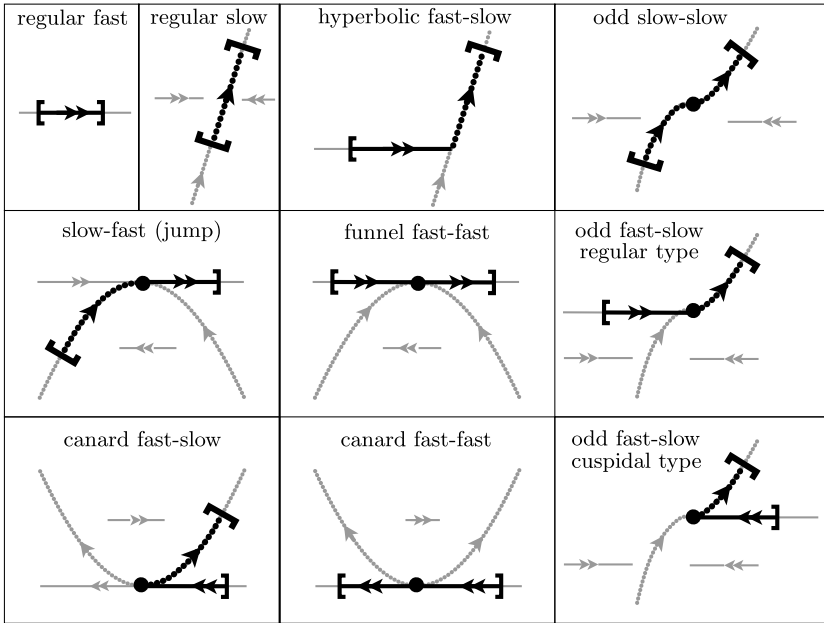 regular fast
regular slow
hyperbolic fast-slow
odd slow-slow
slow-fast (jump)
funnel fast-fast
odd fast-slow
regular type
canard fast-slow
canard fast-fast
odd fast-slow
cuspidal type